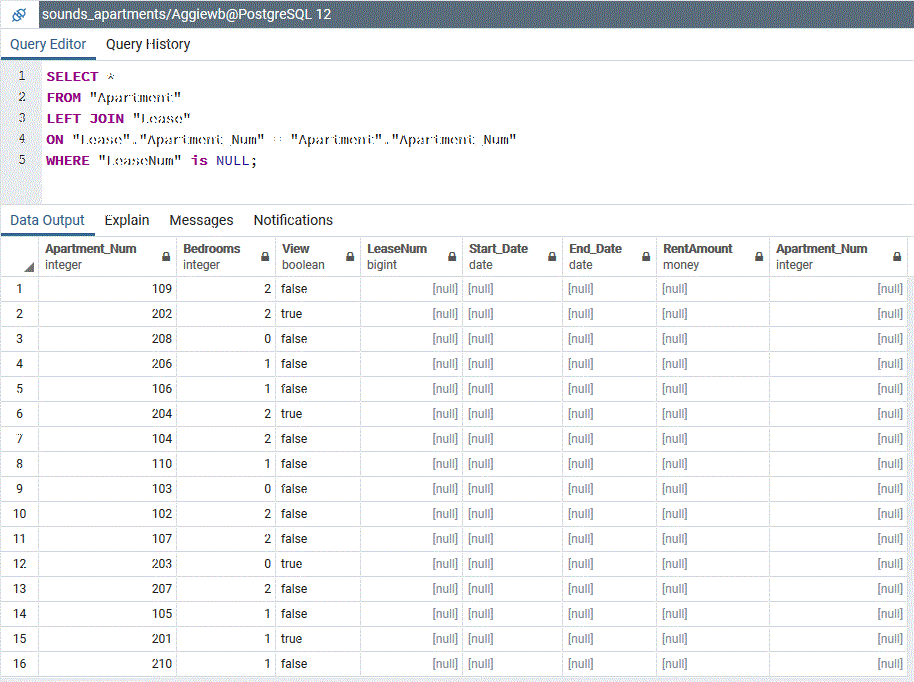 sounds_apartments/Aggiewb@PostgreSQL 12
Query Editor Query History
1 SELECT *
2 FROM "Apartment"
3 LEFT JOIN "Lease"
4 ON "Lease"."Apartment_Num" = "Apartment"."Apartment_Num"
5 WHERE "LeaseNum" is NULL;
Data Output Explain Messages Notifications
Apartment_Num Bedrooms View LeaseNum Start_Date End_Date RentAmount Apartment_Num
integer integer boolean bigint date date money integer
1 109 2 false [null] [null] [null] [null] [null]
2 202 2 true [null] [null] [null] [null] [null]
3 208 0 false [null] [null] [null] [null] [null]
4 206 1 false [null] [null] [null] [null] [null]
5 106 1 false [null] [null] [null] [null] [null]
6 204 2 true [null] [null] [null] [null] [null]
7 104 2 false [null] [null] [null] [null] [null]
8 110 1 false [null] [null] [null] [null] [null]
9 103 0 false [null] [null] [null] [null] [null]
10 102 2 false [null] [null] [null] [null] [null]
11 107 2 false [null] [null] [null] [null] [null]
12 203 0 true [null] [null] [null] [null] [null]
13 207 2 false [null] [null] [null] [null] [null]
14 105 1 false [null] [null] [null] [null] [null]
15 201 1 true [null] [null] [null] [null] [null]
16 210 1 false [null] [null] [null] [null] [null]